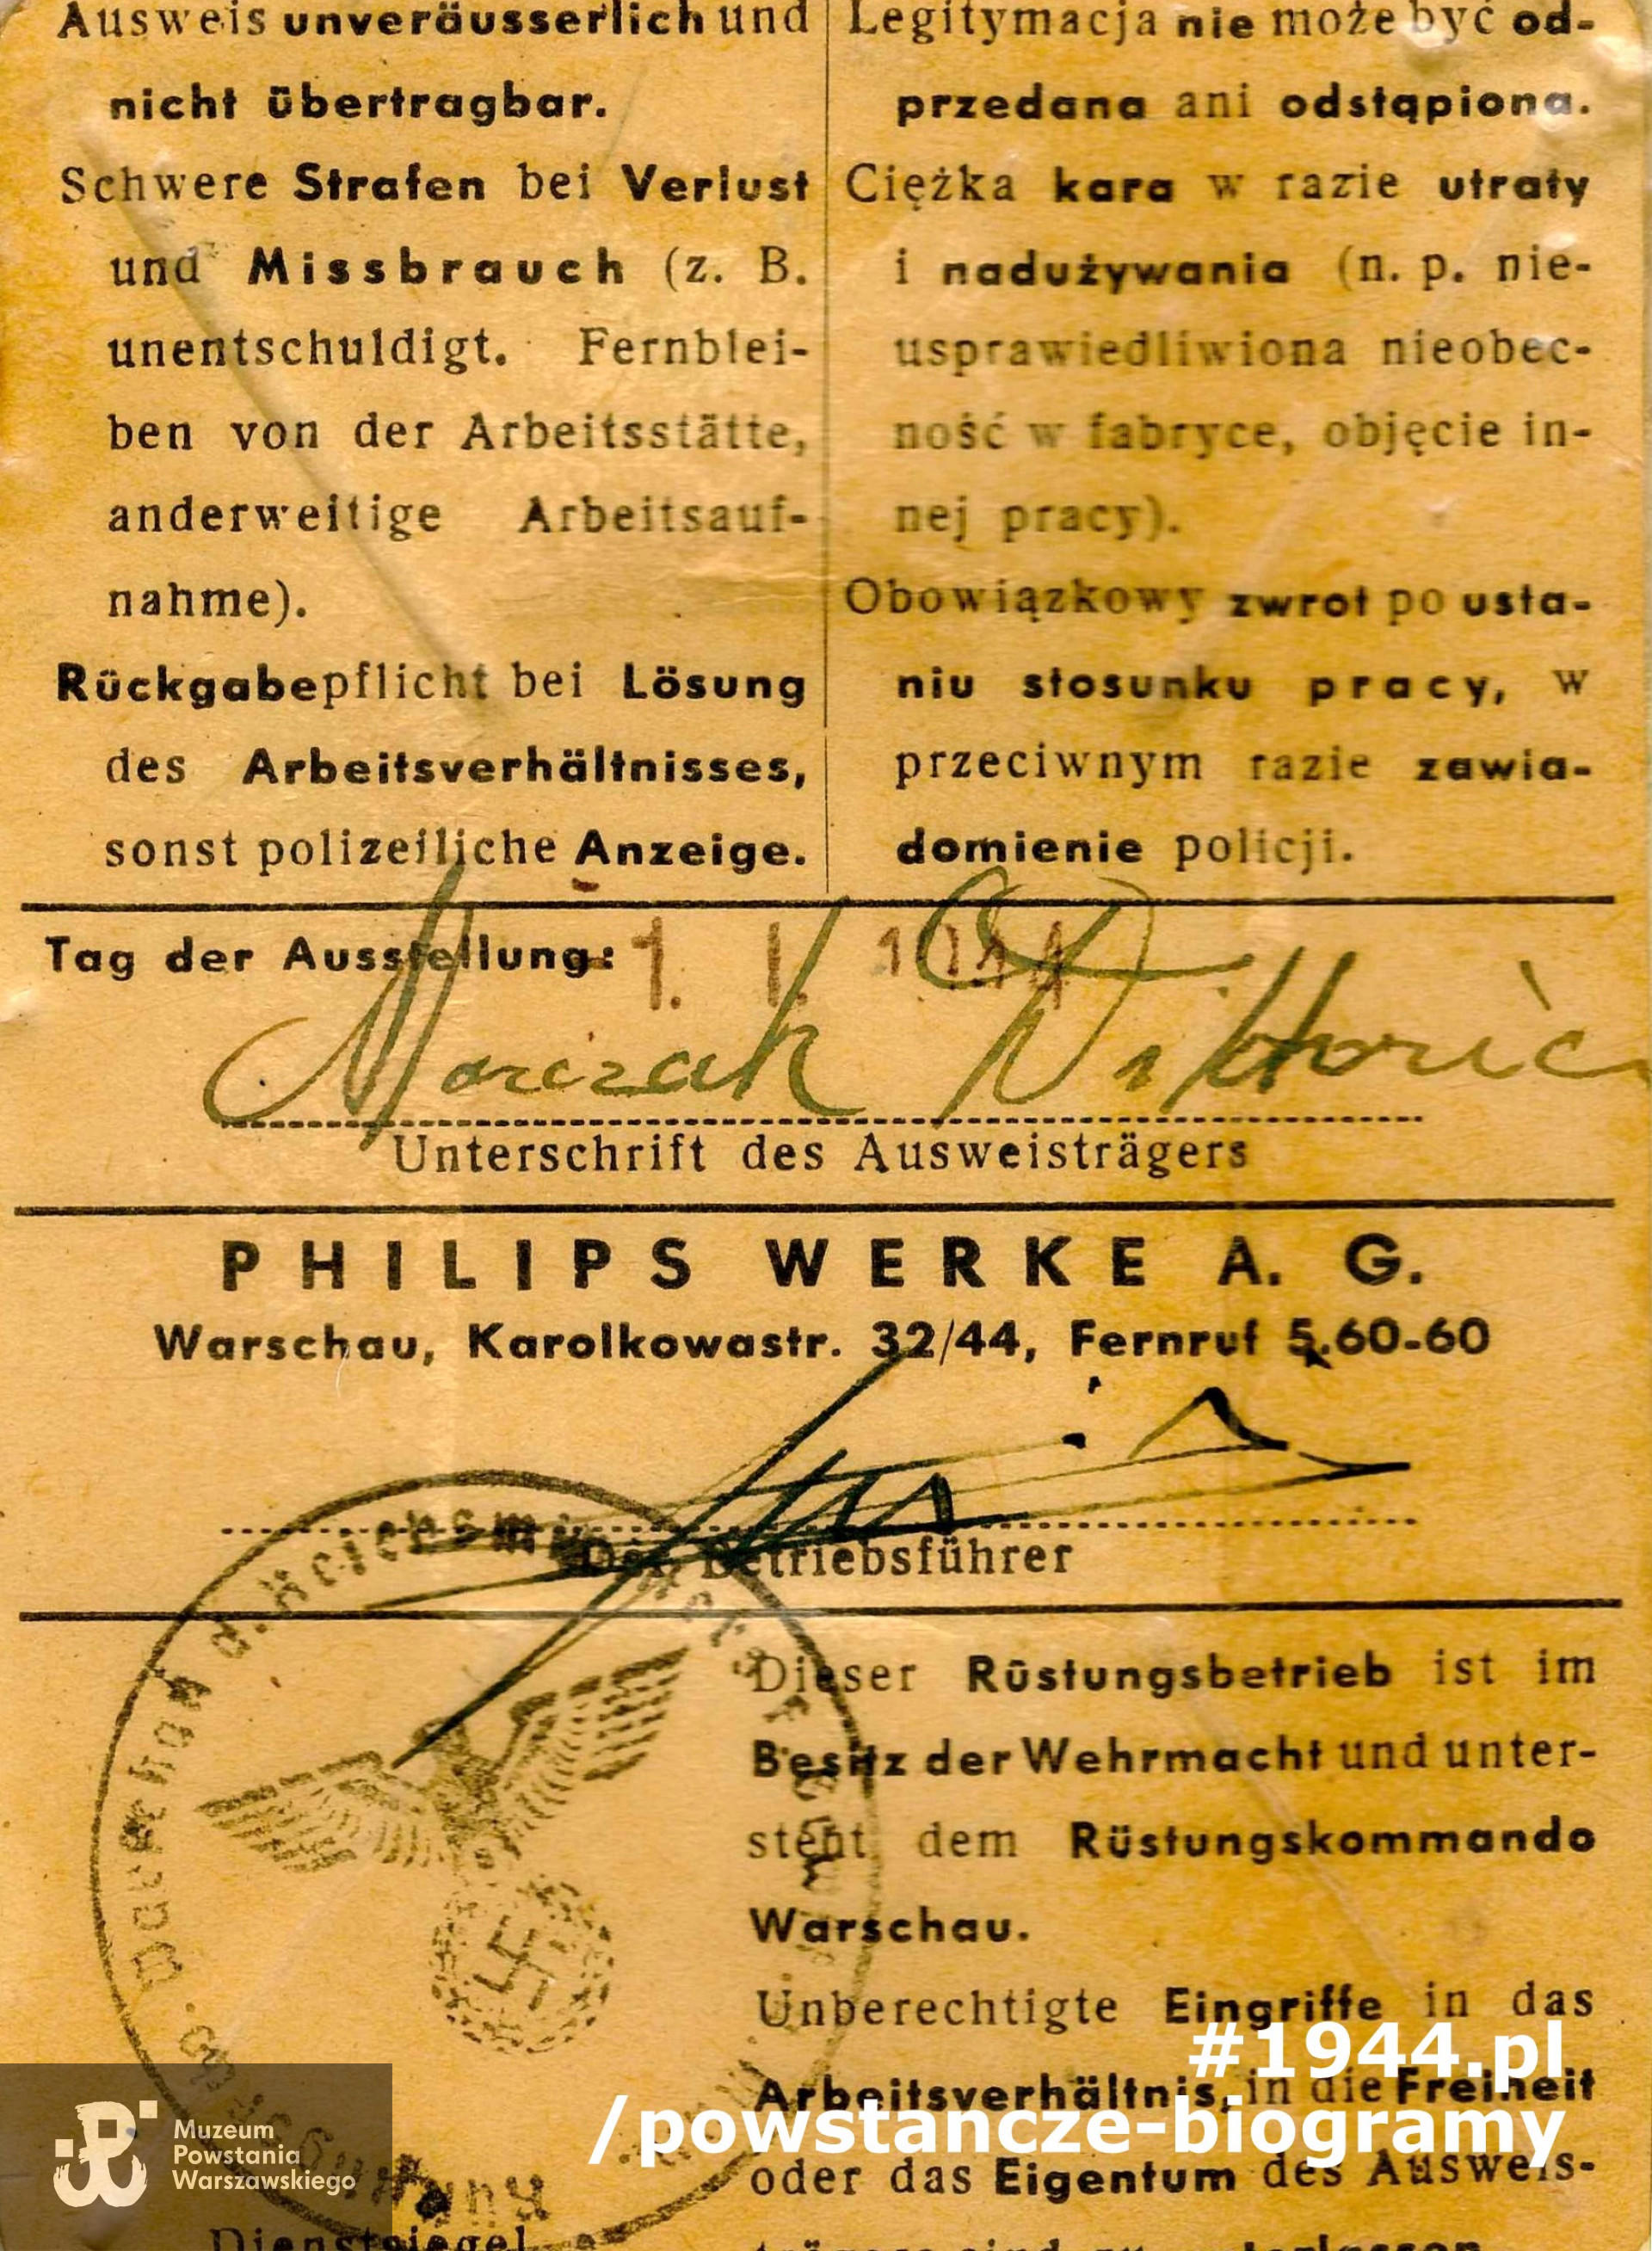 Ausweis unveräusserlich und
nicht übertragbar.
Schwere Strafen bei Verlust
und Missbrauch (z. B.
unentschuldigt. Fernblei-
ben von der Arbeitsstätte,
anderweitige Arbeitsauf-
nahme).
Rückgabepflicht bei Lösung
des Arbeitsverhältnisses,
sonst polizeiliche Anzeige.
Legitymacja nie może być od-
przedana ani odstąpiona.
Ciężka kara w razie utraty
i nadużywania (n. p. nie-
usprawiedliwiona nieobec-
ność w fabryce, objęcie in-
nej pracy).
Obowiązkowy zwrot po usta-
niu stosunku pracy, w
przeciwnym razie zawia-
domienie policji.
Tag der Ausstellung: 1. I. 1944
Marczak Wiktoria
Unterschrift des Ausweisträgers
PHILIPS WERKE A. G.
Warschau, Karolkowastr. 32/44, Fernruf 5.60-60
Der Betriebsführer
Dieser Rüstungsbetrieb ist im
Besitz der Wehrmacht und unter-
steht dem Rüstungskommando
Warschau.
Unberechtigte Eingriffe in das
Arbeitsverhältnis, in die Freiheit
oder das Eigentum des Ausweis-
Dienstsiegel
#1944.pl
/powstancze-biogramy
Muzeum
Powstania
Warszawskiego